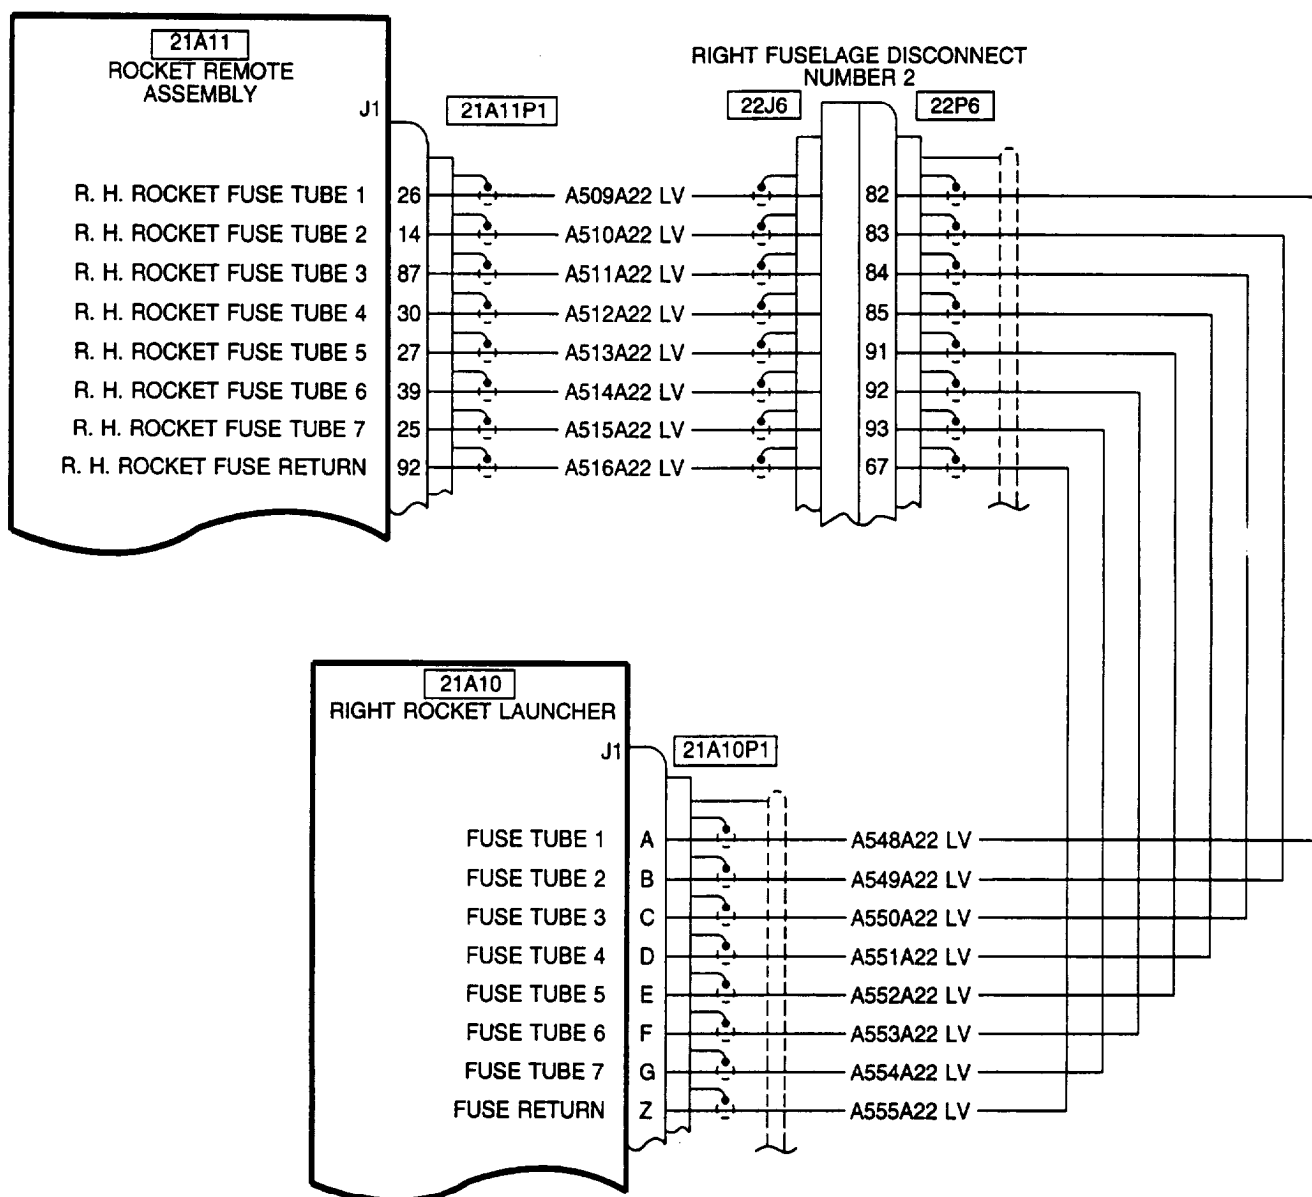 21A11
ROCKET REMOTE
ASSEMBLY
J1
21A11P1
RIGHT FUSELAGE DISCONNECT
NUMBER 2
22J6
22P6
R. H. ROCKET FUSE TUBE 1 26 A509A22 LV 82
R. H. ROCKET FUSE TUBE 2 14 A510A22 LV 83
R. H. ROCKET FUSE TUBE 3 87 A511A22 LV 84
R. H. ROCKET FUSE TUBE 4 30 A512A22 LV 85
R. H. ROCKET FUSE TUBE 5 27 A513A22 LV 91
R. H. ROCKET FUSE TUBE 6 39 A514A22 LV 92
R. H. ROCKET FUSE TUBE 7 25 A515A22 LV 93
R. H. ROCKET FUSE RETURN 92 A516A22 LV 67
21A10
RIGHT ROCKET LAUNCHER
J1
21A10P1
FUSE TUBE 1 A A548A22 LV
FUSE TUBE 2 B A549A22 LV
FUSE TUBE 3 C A550A22 LV
FUSE TUBE 4 D A551A22 LV
FUSE TUBE 5 E A552A22 LV
FUSE TUBE 6 F A553A22 LV
FUSE TUBE 7 G A554A22 LV
FUSE RETURN Z A555A22 LV